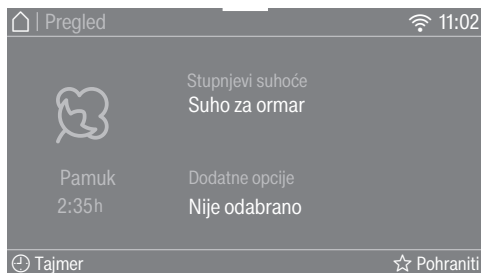 | Pregled 11:02
Stupnjevi suhoće
Suho za ormar
Pamuk
2:35h
Dodatne opcije
Nije odabrano
Tajmer
Pohraniti